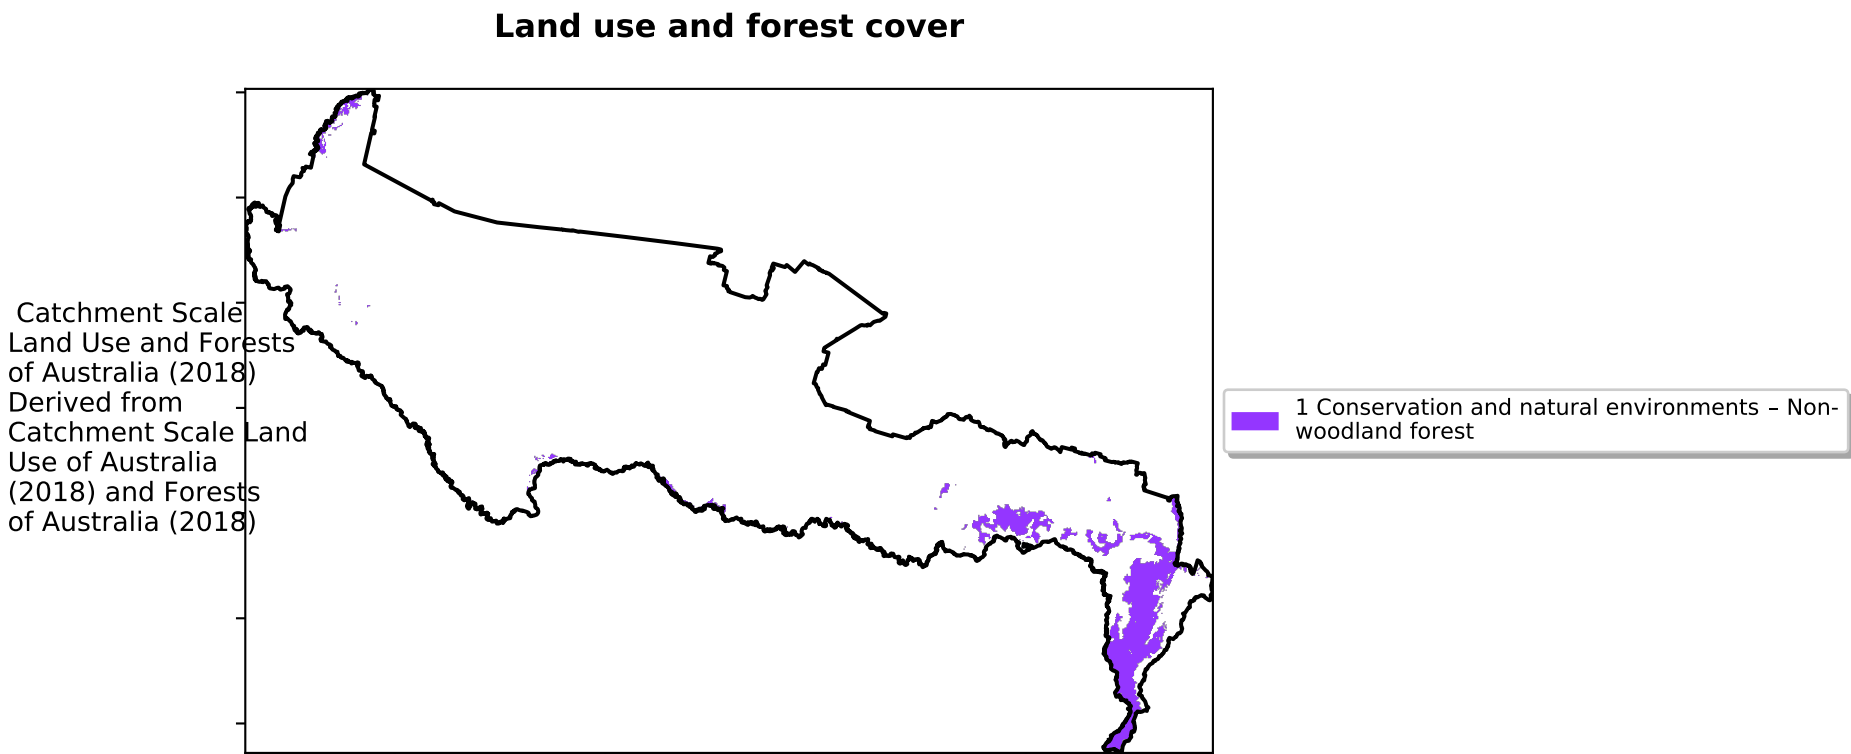 Land use and forest cover
Catchment Scale
Land Use and Forests
of Australia (2018)
Derived from
Catchment Scale Land
Use of Australia
(2018) and Forests
of Australia (2018)
1 Conservation and natural environments – Non-
woodland forest